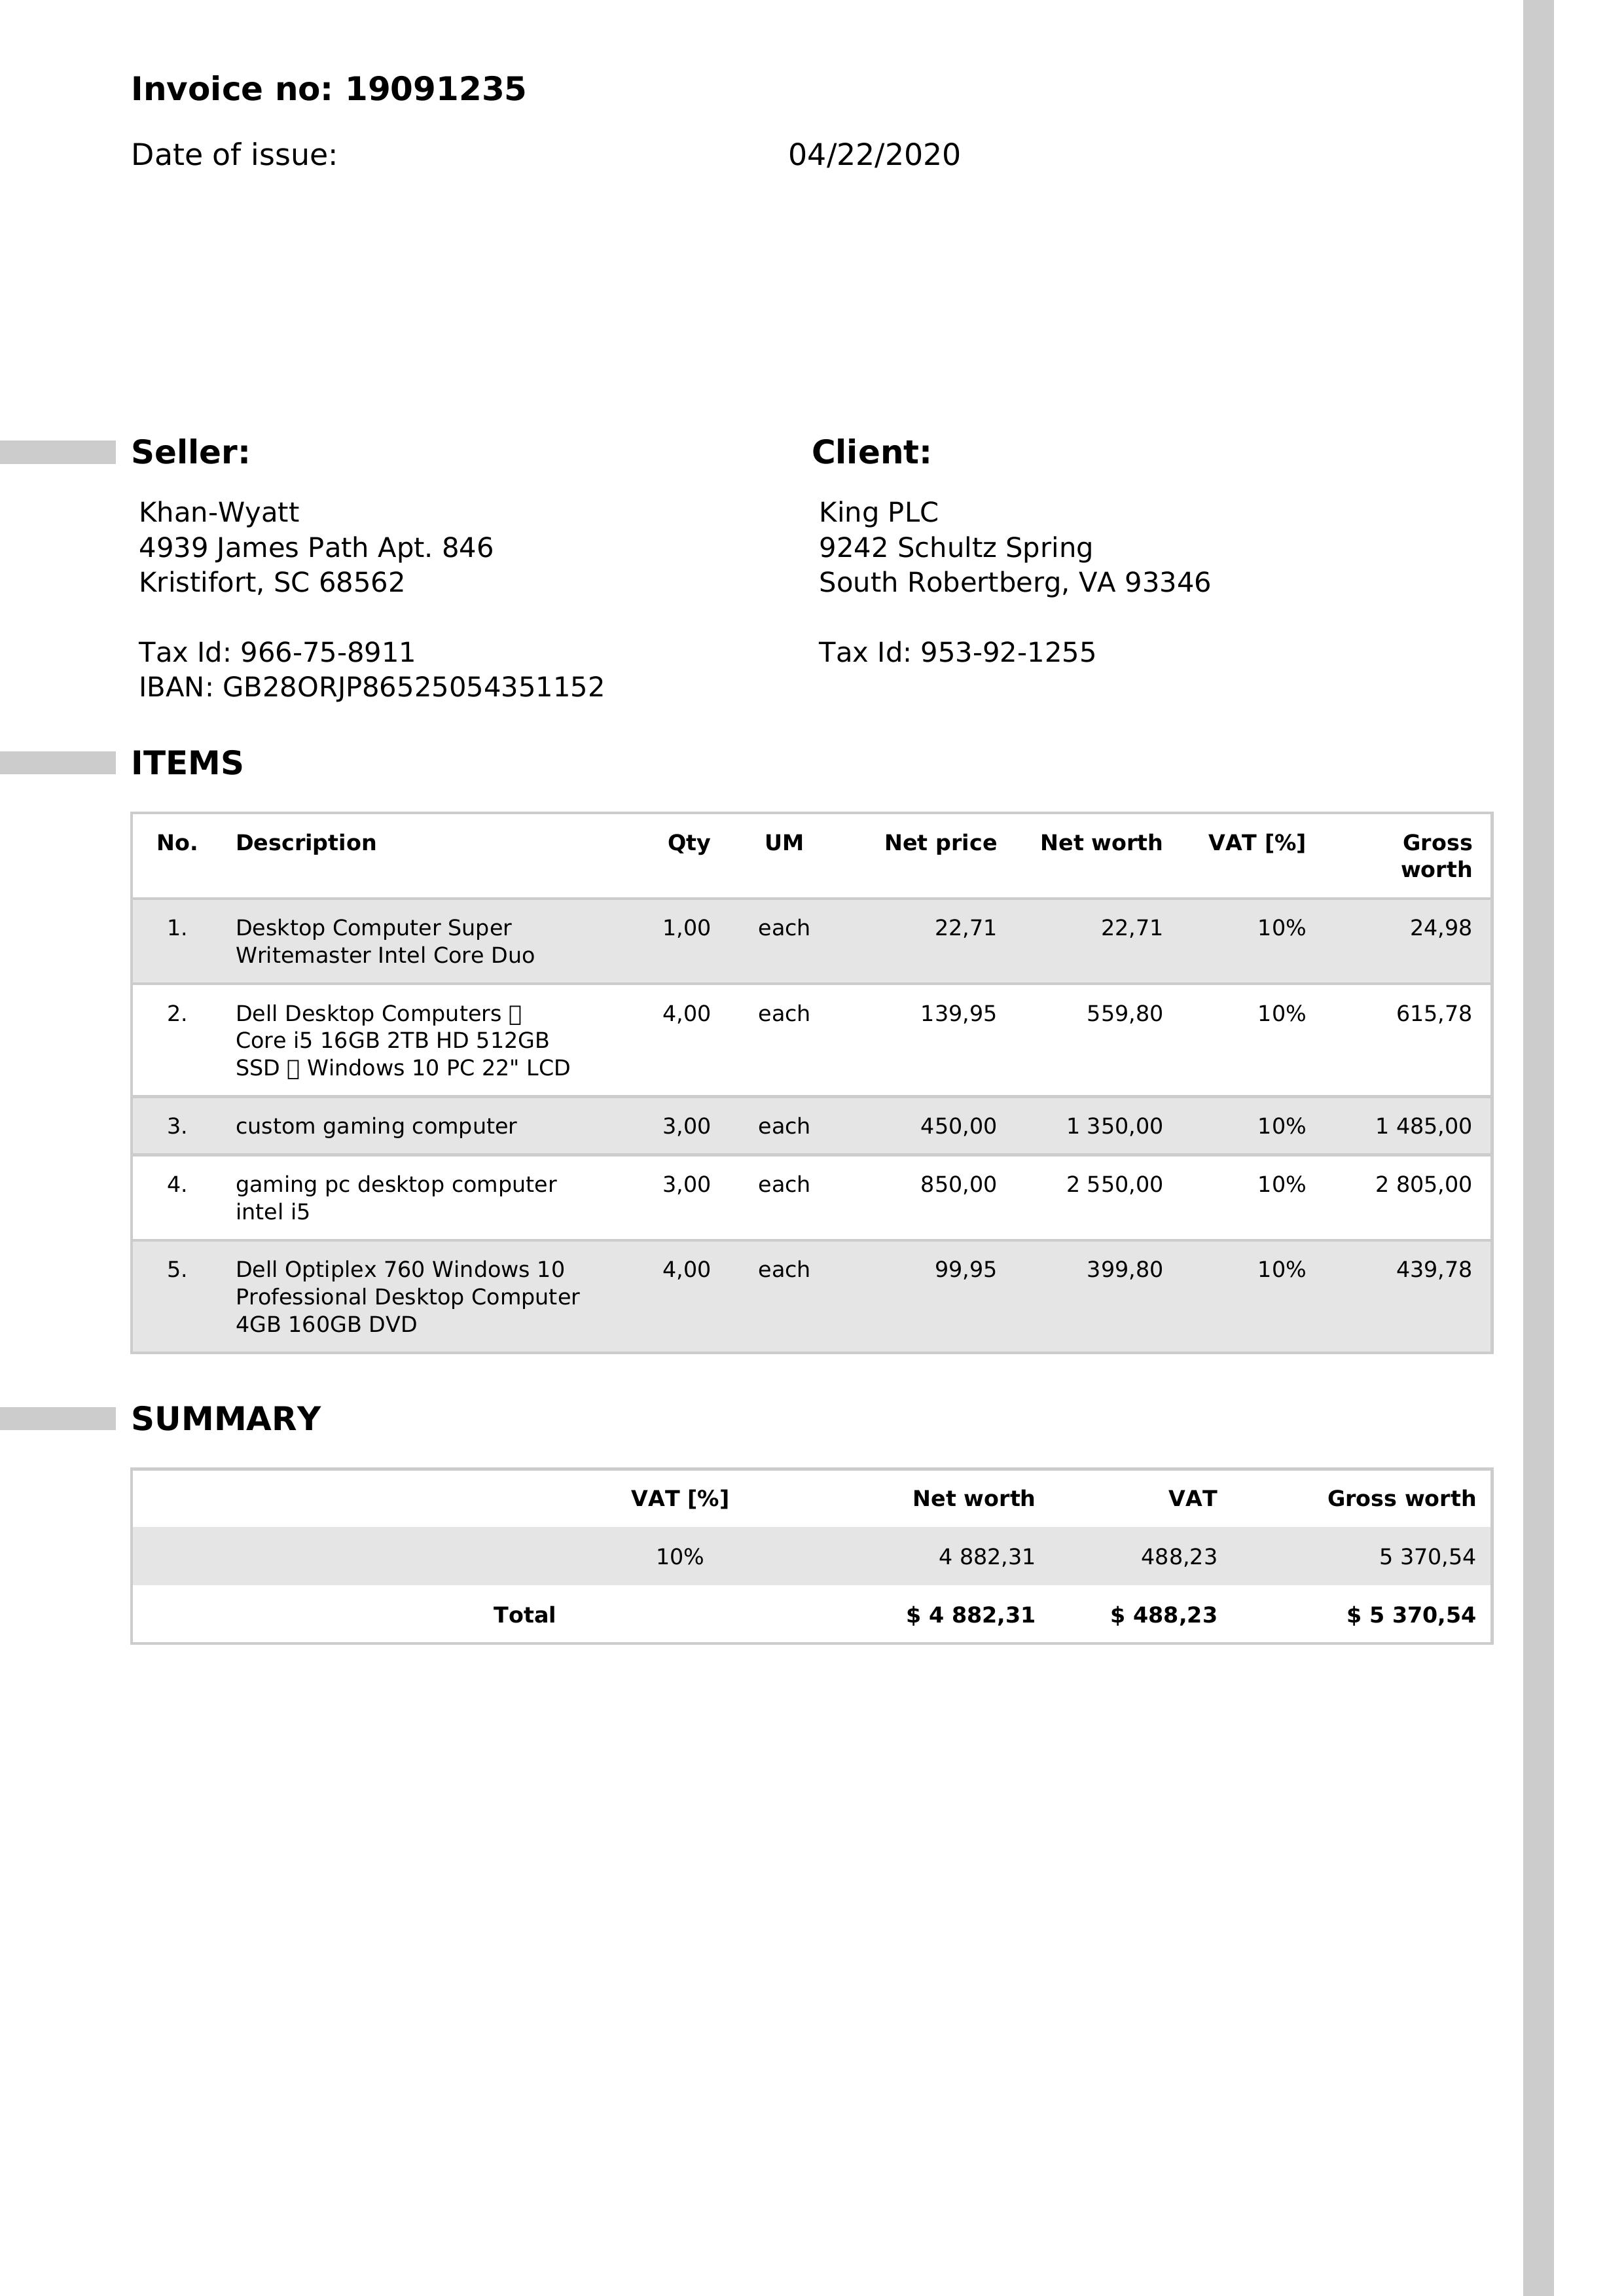 Invoice no: 19091235
Date of issue: 04/22/2020
Seller:
Khan-Wyatt
4939 James Path Apt. 846
Kristifort, SC 68562
Tax Id: 966-75-8911
IBAN: GB28ORJP86525054351152
Client:
King PLC
9242 Schultz Spring
South Robertberg, VA 93346
Tax Id: 953-92-1255
ITEMS
No. Description Qty UM Net price Net worth VAT [%] Gross
worth
1. Desktop Computer Super 1,00 each 22,71 22,71 10% 24,98
Writemaster Intel Core Duo
2. Dell Desktop Computers 4,00 each 139,95 559,80 10% 615,78
Core i5 16GB 2TB HD 512GB
SSD Windows 10 PC 22" LCD
3. custom gaming computer 3,00 each 450,00 1 350,00 10% 1 485,00
4. gaming pc desktop computer 3,00 each 850,00 2 550,00 10% 2 805,00
intel i5
5. Dell Optiplex 760 Windows 10 4,00 each 99,95 399,80 10% 439,78
Professional Desktop Computer
4GB 160GB DVD
SUMMARY
VAT [%] Net worth VAT Gross worth
10% 4 882,31 488,23 5 370,54
Total $ 4 882,31 $ 488,23 $ 5 370,54